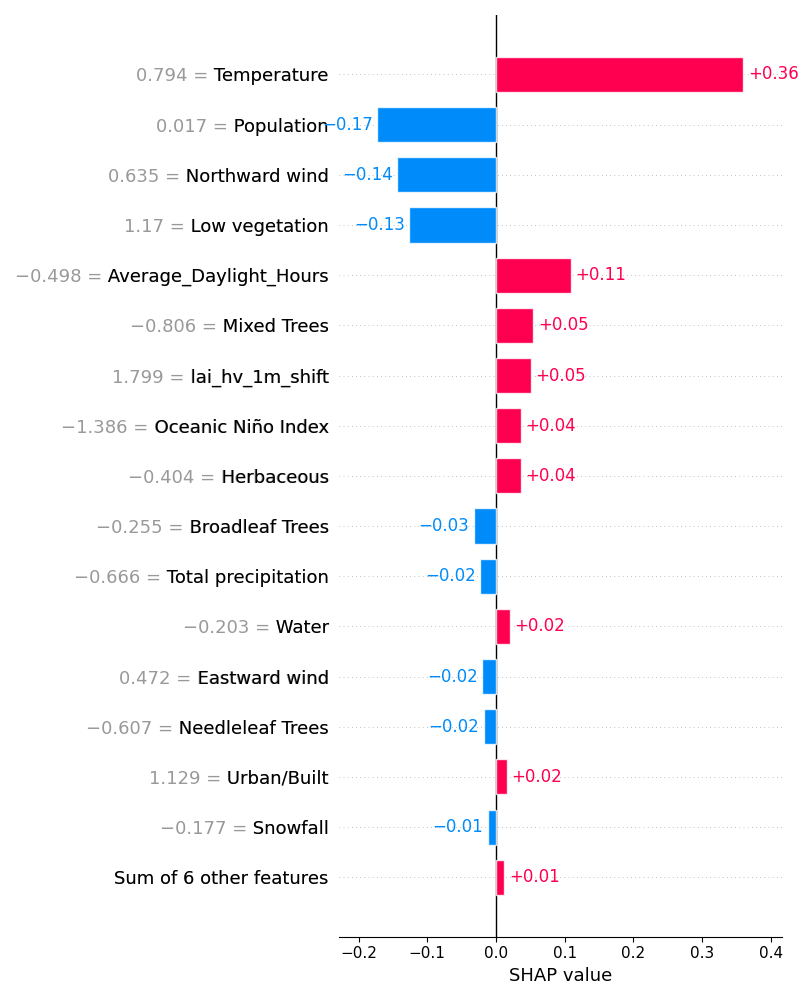 0.794 = Temperature +0.36
0.017 = Population −0.17
0.635 = Northward wind −0.14
1.17 = Low vegetation −0.13
−0.498 = Average_Daylight_Hours +0.11
−0.806 = Mixed Trees +0.05
1.799 = lai_hv_1m_shift +0.05
−1.386 = Oceanic Niño Index +0.04
−0.404 = Herbaceous +0.04
−0.255 = Broadleaf Trees −0.03
−0.666 = Total precipitation −0.02
−0.203 = Water +0.02
0.472 = Eastward wind −0.02
−0.607 = Needleleaf Trees −0.02
1.129 = Urban/Built +0.02
−0.177 = Snowfall −0.01
Sum of 6 other features +0.01
−0.2 −0.1 0.0 0.1 0.2 0.3 0.4
SHAP value